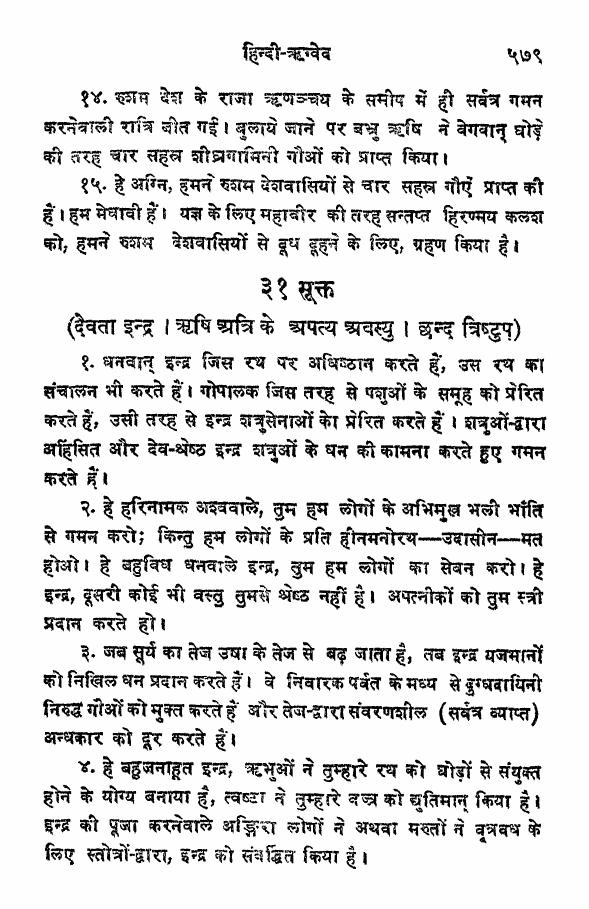 हिन्दी-ऋग्वेद ५७९
१४. रुशम देश के राजा ऋणञ्चय के समीप में ही सर्वत्र गमन
करनेवाली रात्रि बीत गई। बुलाये जाने पर बभ्रु ऋषि ने वेगवान् घोड़े
की तरह चार सहस्र शीघ्रगामिनी गौओं को प्राप्त किया।
१५. हे अग्नि, हमने रुशम देशवासियों से चार सहस्र गौएँ प्राप्त की
हैं। हम मेधावी हैं। यज्ञ के लिए महावीर की तरह सन्तप्त हिरण्मय कलश
को, हमने रुशम देशवासियों से दूध दूहने के लिए, ग्रहण किया है।
३१ सूक्त
(देवता इन्द्र । ऋषि अत्रि के अपत्य अवस्यु । छन्द त्रिष्टुप्)
१. धनवान् इन्द्र जिस रथ पर अधिष्ठान करते हैं, उस रथ का
संचालन भी करते हैं। गोपालक जिस तरह से पशुओं के समूह को प्रेरित
करते हैं, उसी तरह से इन्द्र शत्रुसेनाओं को प्रेरित करते हैं । शत्रुओं-द्वारा
अहिंसित और देव-श्रेष्ठ इन्द्र शत्रुओं के धन की कामना करते हुए गमन
करते हैं।
२. हे हरिनामक अश्ववाले, तुम हम लोगों के अभिमुख भली भाँति
से गमन करो; किन्तु हम लोगों के प्रति हीनमनोरथ—उदासीन—मत
होओ। हे बहुविध धनवाले इन्द्र, तुम हम लोगों का सेवन करो। हे
इन्द्र, दूसरी कोई भी वस्तु तुमसे श्रेष्ठ नहीं है। अपत्नीकों को तुम स्त्री
प्रदान करते हो।
३. जब सूर्य का तेज उषा के तेज से बढ़ जाता है, तब इन्द्र यजमानों
को निखिल धन प्रदान करते हैं। वे निवारक पर्वत के मध्य से दुग्धदायिनी
निरुद्ध गौओं को मुक्त करते हैं और तेज-द्वारा संवरणशील (सर्वत्र व्याप्त)
अन्धकार को दूर करते हैं।
४. हे बहुजनाहूत इन्द्र, ऋभुओं ने तुम्हारे रथ को घोड़ों से संयुक्त
होने के योग्य बनाया है, त्वष्टा ने तुम्हारे वज्र को द्युतिमान् किया है।
इन्द्र की पूजा करनेवाले अङ्गिरा लोगों ने अथवा मरुतों ने वृत्रवध के
लिए स्तोत्रों-द्वारा, इन्द्र को संवर्द्धित किया है।